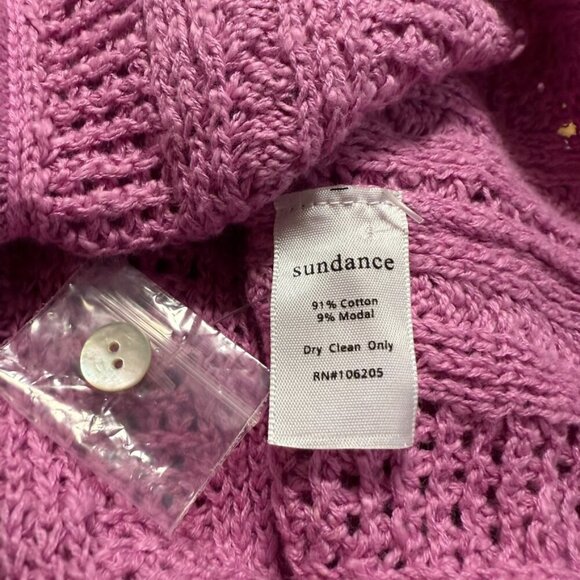 sundance
91% Cotton
9% Modal
Dry Clean Only
RN#106205